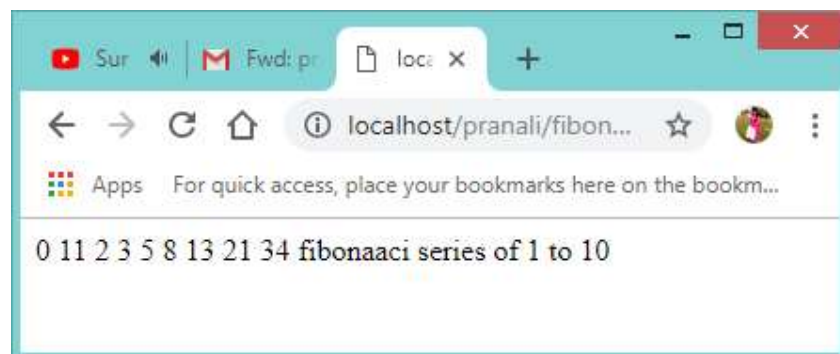 Sur Fwd: pr loca
localhost/pranali/fibon...
Apps For quick access, place your bookmarks here on the bookm...
0 11 2 3 5 8 13 21 34 fibonaaci series of 1 to 10